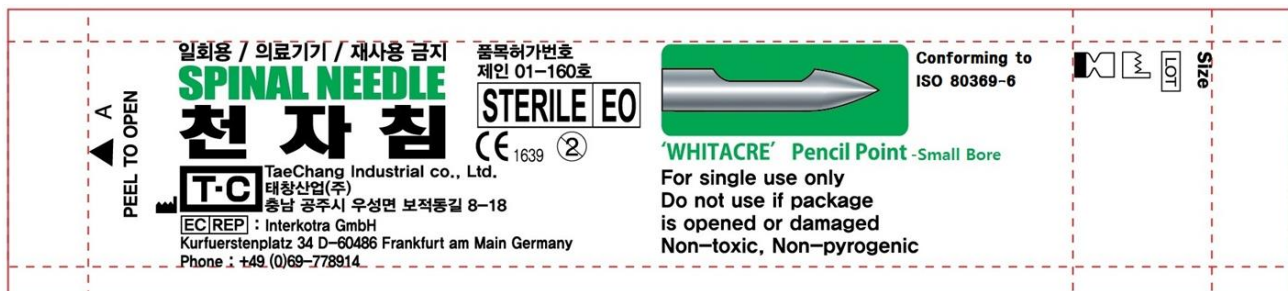 A
PEEL TO OPEN
일회용 / 의료기기 / 재사용 금지
SPINAL NEEDLE
천 자 침
품목허가번호
제인 01-160호
STERILE EO
CE 1639 2
T·C
TaeChang Industrial co., Ltd.
태창산업(주)
충남 공주시 우성면 보적동길 8-18
EC REP : Interkotra GmbH
Kurfuerstenplatz 34 D-60486 Frankfurt am Main Germany
Phone : +49 (0)69-778914
Conforming to
ISO 80369-6
'WHITACRE' Pencil Point -Small Bore
For single use only
Do not use if package
is opened or damaged
Non-toxic, Non-pyrogenic
Size
LOT